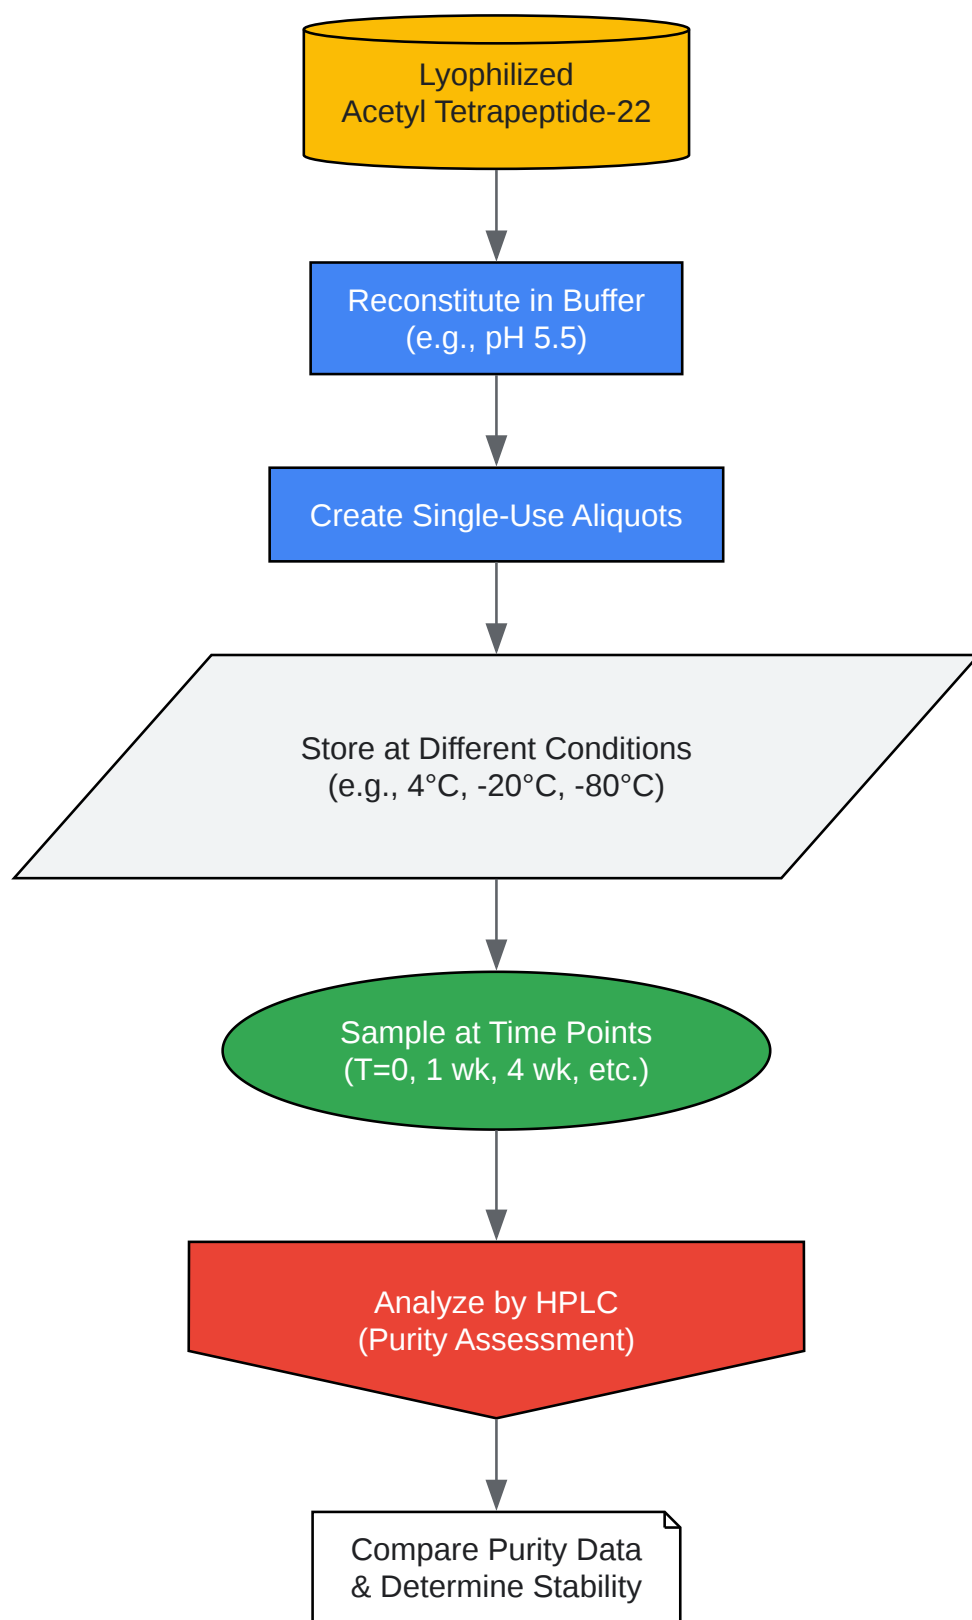 Lyophilized
Acetyl Tetrapeptide-22
Reconstitute in Buffer
(e.g., pH 5.5)
Create Single-Use Aliquots
Store at Different Conditions
(e.g., 4°C, -20°C, -80°C)
Sample at Time Points
(T=0, 1 wk, 4 wk, etc.)
Analyze by HPLC
(Purity Assessment)
Compare Purity Data
& Determine Stability